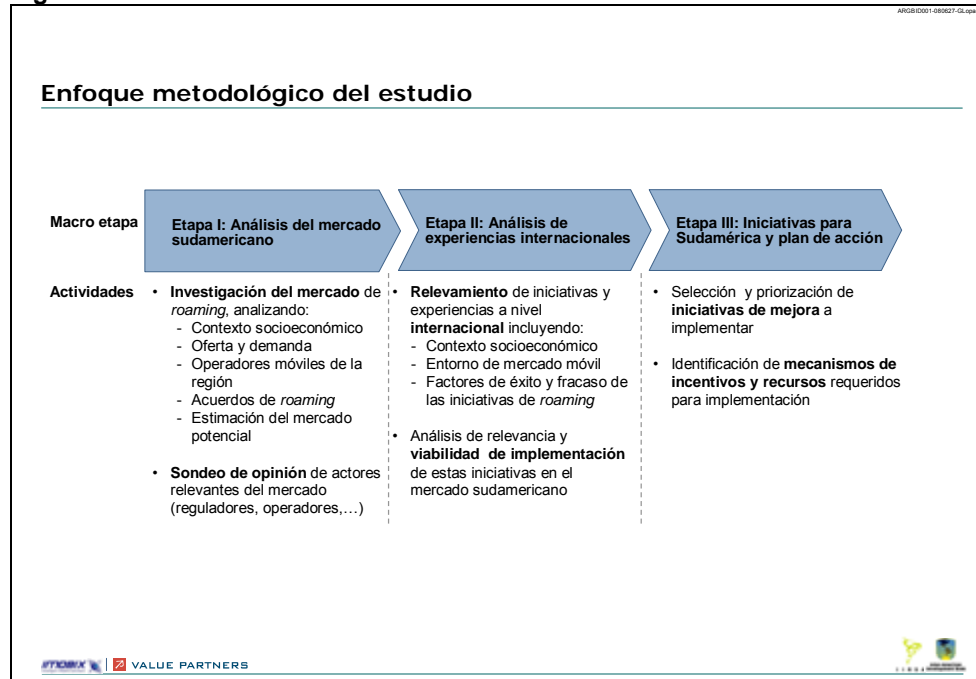 ARGBID001-080627-GLopa
Enfoque metodológico del estudio
Macro etapa
Etapa I: Análisis del mercado
sudamericano
Etapa II: Análisis de
experiencias internacionales
Etapa III: Iniciativas para
Sudamérica y plan de acción
Actividades
• Investigación del mercado de
roaming, analizando:
- Contexto socioeconómico
- Oferta y demanda
- Operadores móviles de la
región
- Acuerdos de roaming
- Estimación del mercado
potencial
• Sondeo de opinión de actores
relevantes del mercado
(reguladores, operadores,…)
• Relevamiento de iniciativas y
experiencias a nivel
internacional incluyendo:
- Contexto socioeconómico
- Entorno de mercado móvil
- Factores de éxito y fracaso de
las iniciativas de roaming
• Análisis de relevancia y
viabilidad de implementación
de estas iniciativas en el
mercado sudamericano
• Selección y priorización de
iniciativas de mejora a
implementar
• Identificación de mecanismos de
incentivos y recursos requeridos
para implementación
VALUE PARTNERS